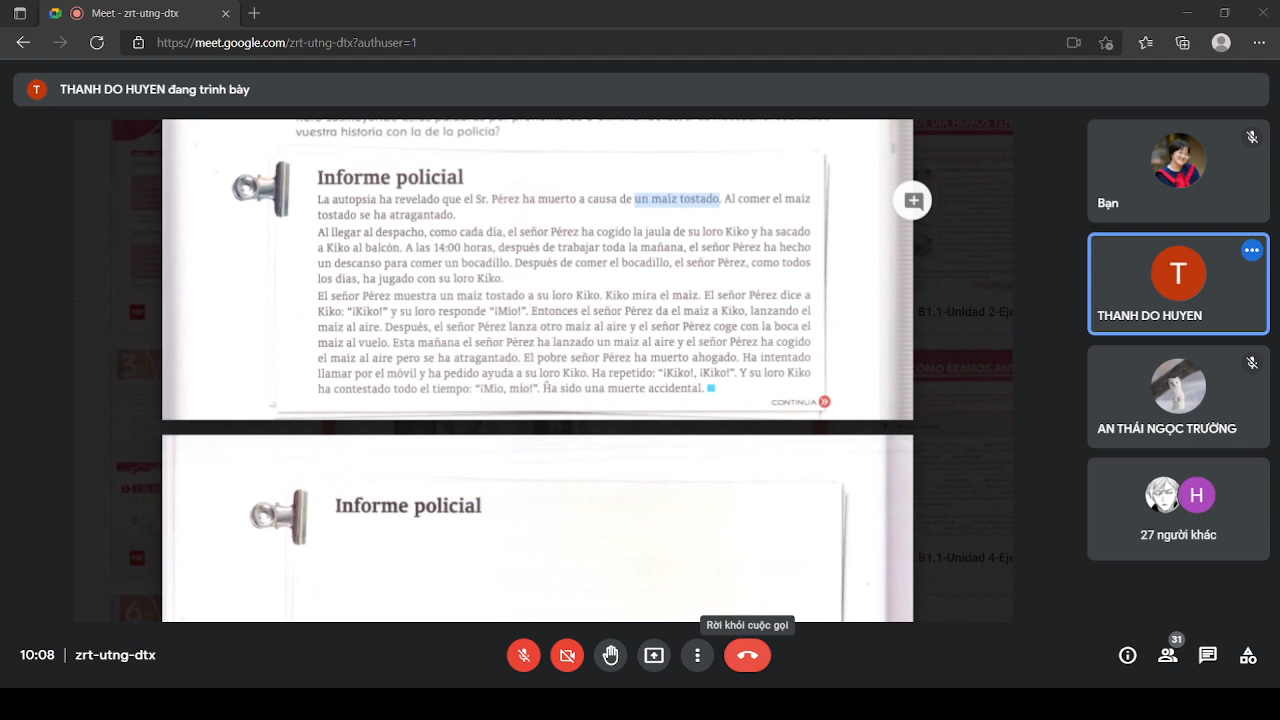 Meet - zrt-utng-dtx
https://meet.google.com/zrt-utng-dtx?authuser=1
T THANH DO HUYEN đang trình bày
vuestra historia con la de la policía?
Informe policial
La autopsia ha revelado que el Sr. Pérez ha muerto a causa de un maíz tostado. Al comer el maíz
tostado se ha atragantado.
Al llegar al despacho, como cada día, el señor Pérez ha cogido la jaula de su loro Kiko y ha sacado
a Kiko al balcón. A las 14:00 horas, después de trabajar toda la mañana, el señor Pérez ha hecho
un descanso para comer un bocadillo. Después de comer el bocadillo, el señor Pérez, como todos
los días, ha jugado con su loro Kiko.
El señor Pérez muestra un maíz tostado a su loro Kiko. Kiko mira el maíz. El señor Pérez dice a
Kiko: "¡Kiko!" y su loro responde "¡Mío!". Entonces el señor Pérez da el maíz a Kiko, lanzando el
maíz al aire. Después, el señor Pérez lanza otro maíz al aire y el señor Pérez coge con la boca el
maíz al vuelo. Esta mañana el señor Pérez ha lanzado un maíz al aire y el señor Pérez ha cogido
el maíz al aire pero se ha atragantado. El pobre señor Pérez ha muerto ahogado. Ha intentado
llamar por el móvil y ha pedido ayuda a su loro Kiko. Ha repetido: "¡Kiko!, ¡Kiko!". Y su loro Kiko
ha contestado todo el tiempo: "¡Mío, mío!". Ha sido una muerte accidental.
CONTINÚA
Informe policial
Bạn
T
THANH DO HUYEN
AN THÁI NGỌC TRƯỜNG
H
27 người khác
B1.1-Unidad 2-Eje
B1.1-Unidad 4-Eje
PDF
PDF
Rời khỏi cuộc gọi
10:08 zrt-utng-dtx
31